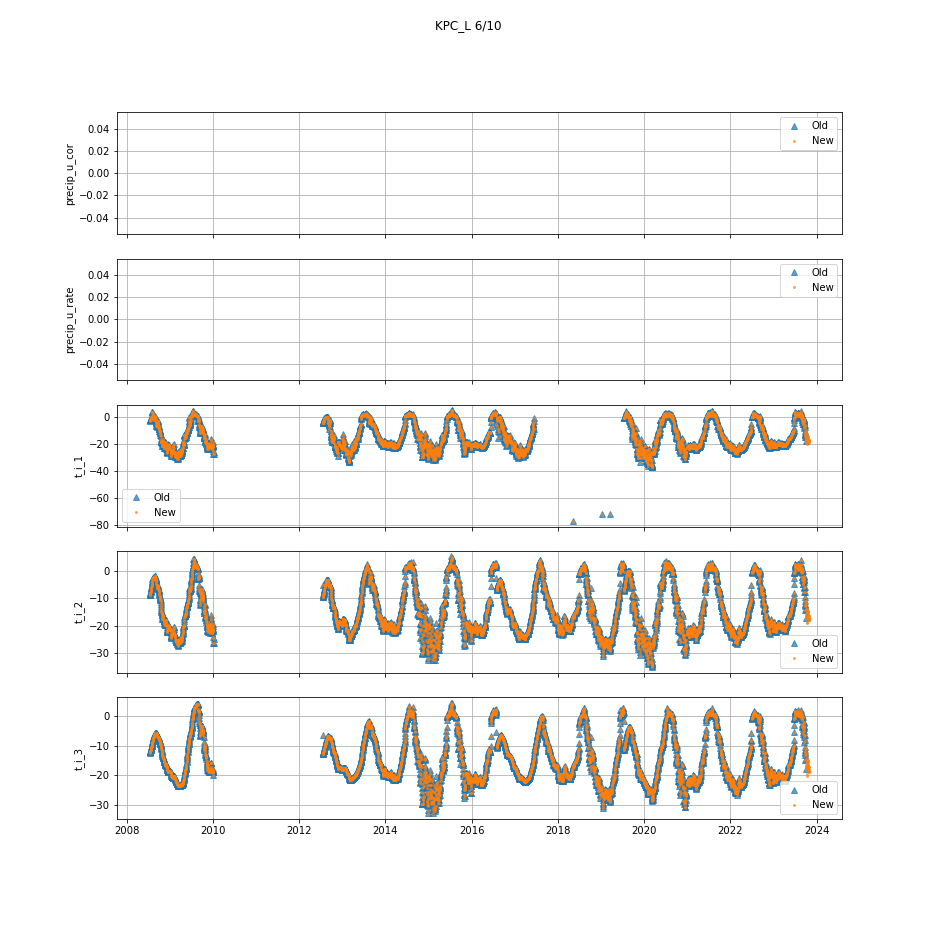 KPC_L 6/10
precip_u_cor
0.04
0.02
0.00
−0.02
−0.04
Old
New
precip_u_rate
0.04
0.02
0.00
−0.02
−0.04
Old
New
t_i_1
0
−20
−40
−60
−80
Old
New
t_i_2
0
−10
−20
−30
Old
New
t_i_3
0
−10
−20
−30
Old
New
2008
2010
2012
2014
2016
2018
2020
2022
2024